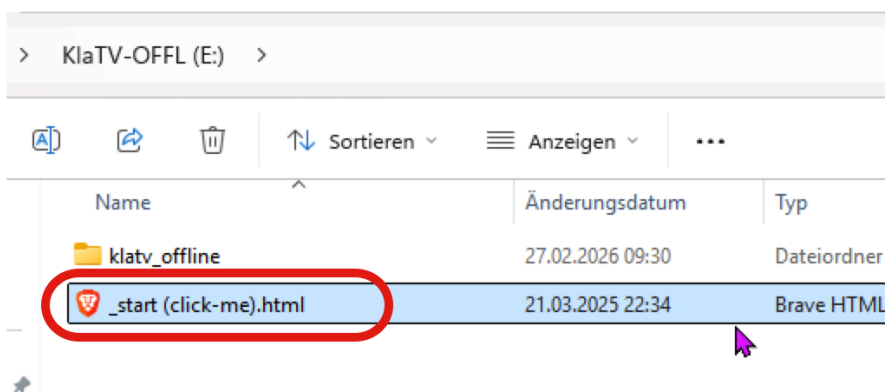 KlaTV-OFFL (E:)
Sortieren Anzeigen
Name Änderungsdatum Typ
klatv_offline 27.02.2026 09:30 Dateiordner
_start (click-me).html 21.03.2025 22:34 Brave HTML